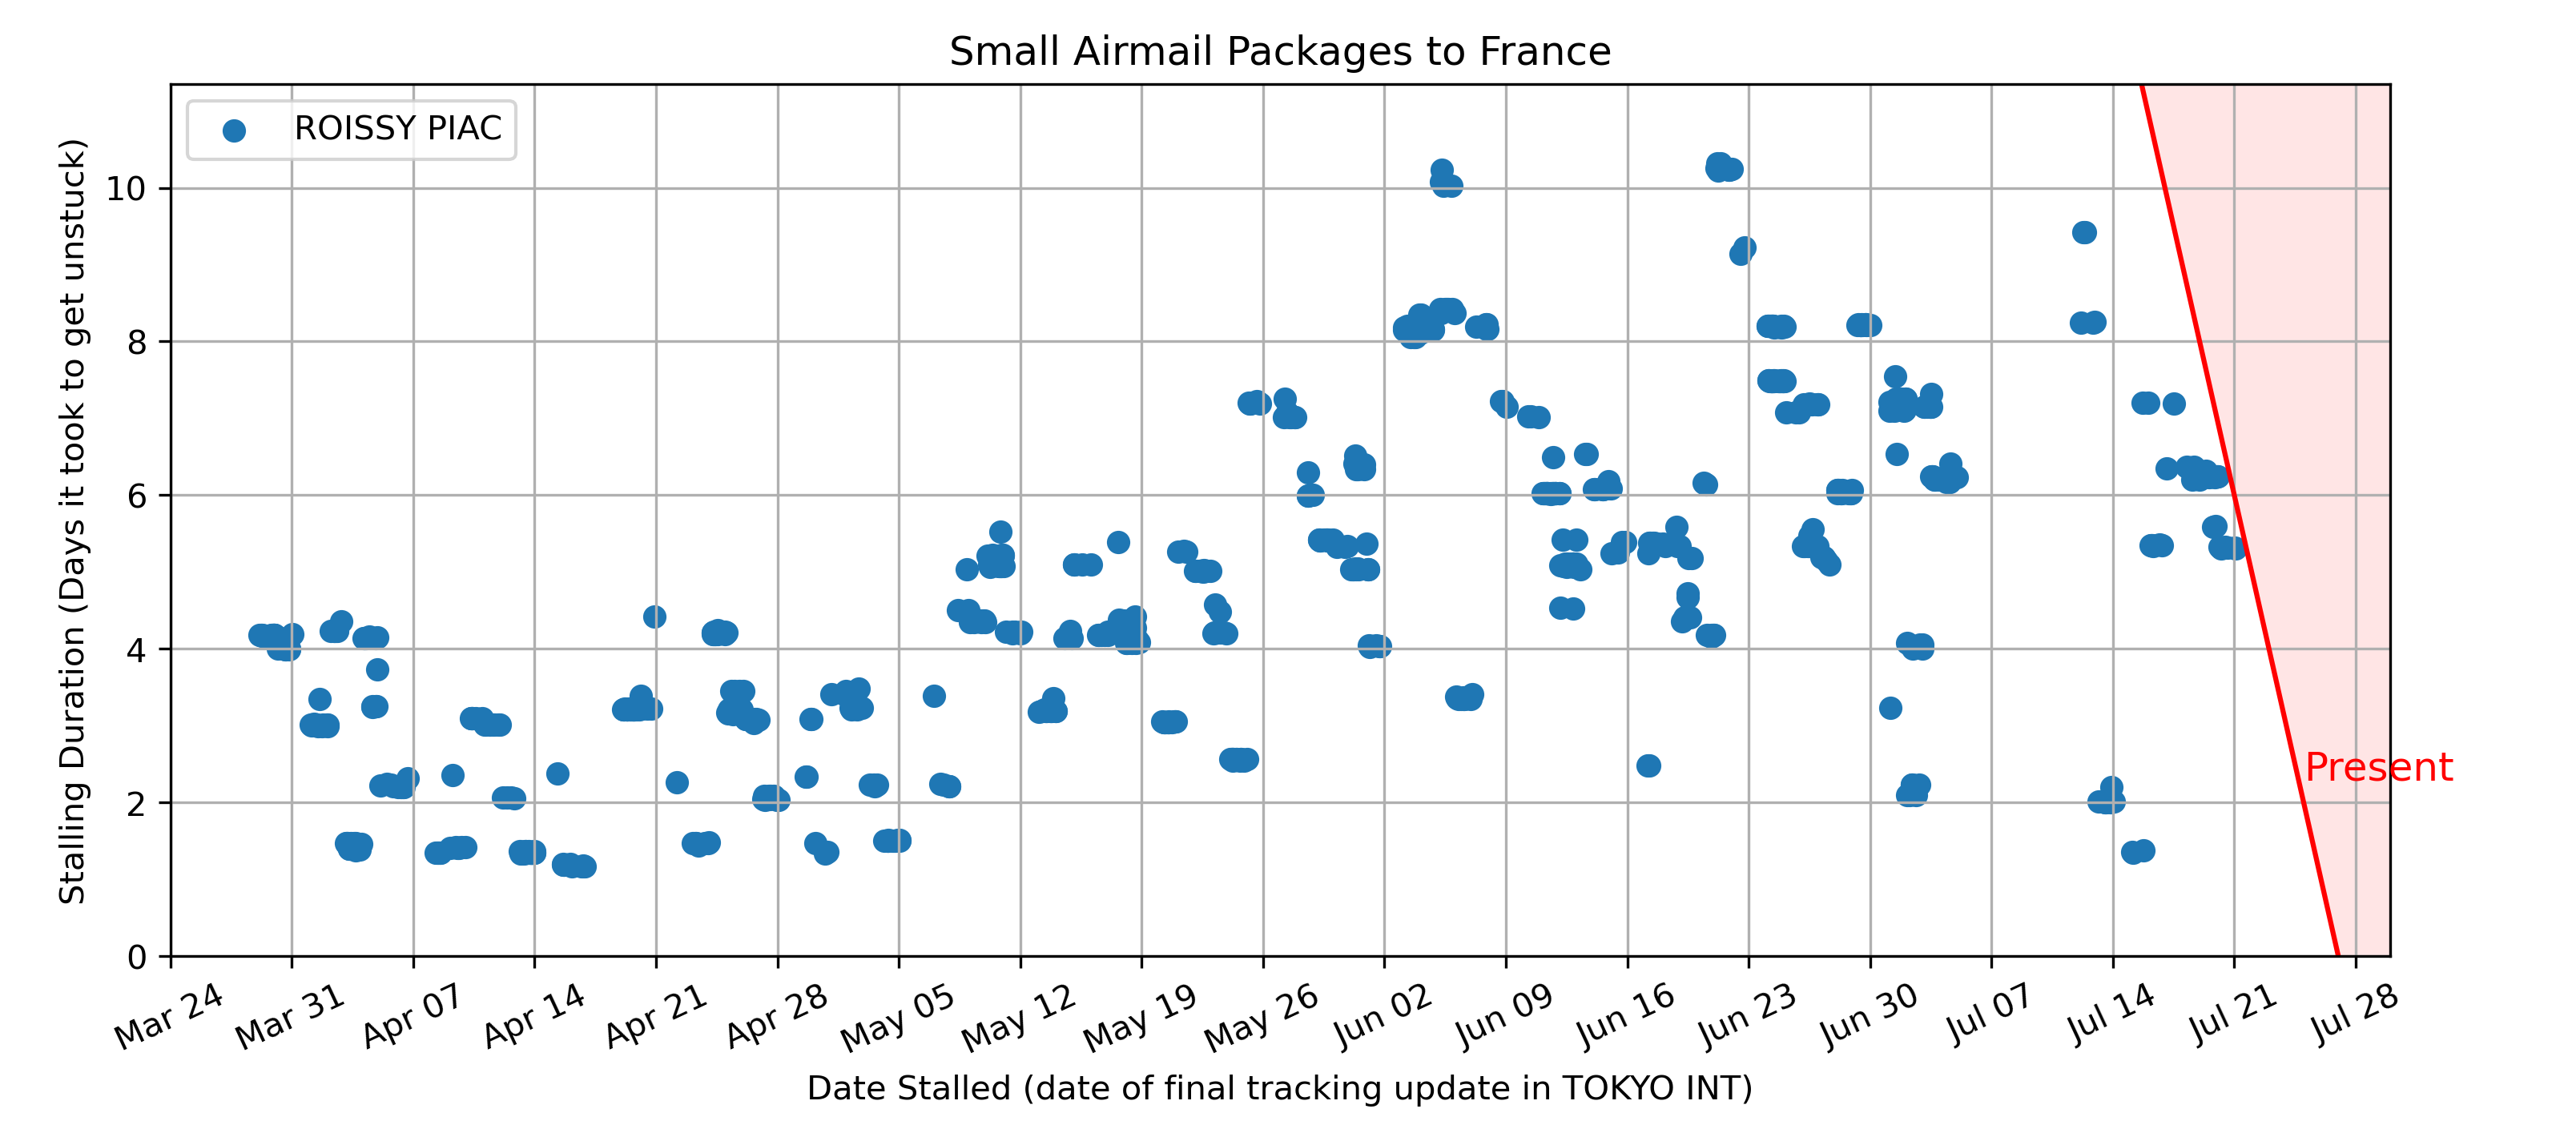 Small Airmail Packages to France
ROISSY PIAC
Stalling Duration (Days it took to get unstuck)
10
8
6
4
2
0
Present
Mar 24
Mar 31
Apr 07
Apr 14
Apr 21
Apr 28
May 05
May 12
May 19
May 26
Jun 02
Jun 09
Jun 16
Jun 23
Jun 30
Jul 07
Jul 14
Jul 21
Jul 28
Date Stalled (date of final tracking update in TOKYO INT)